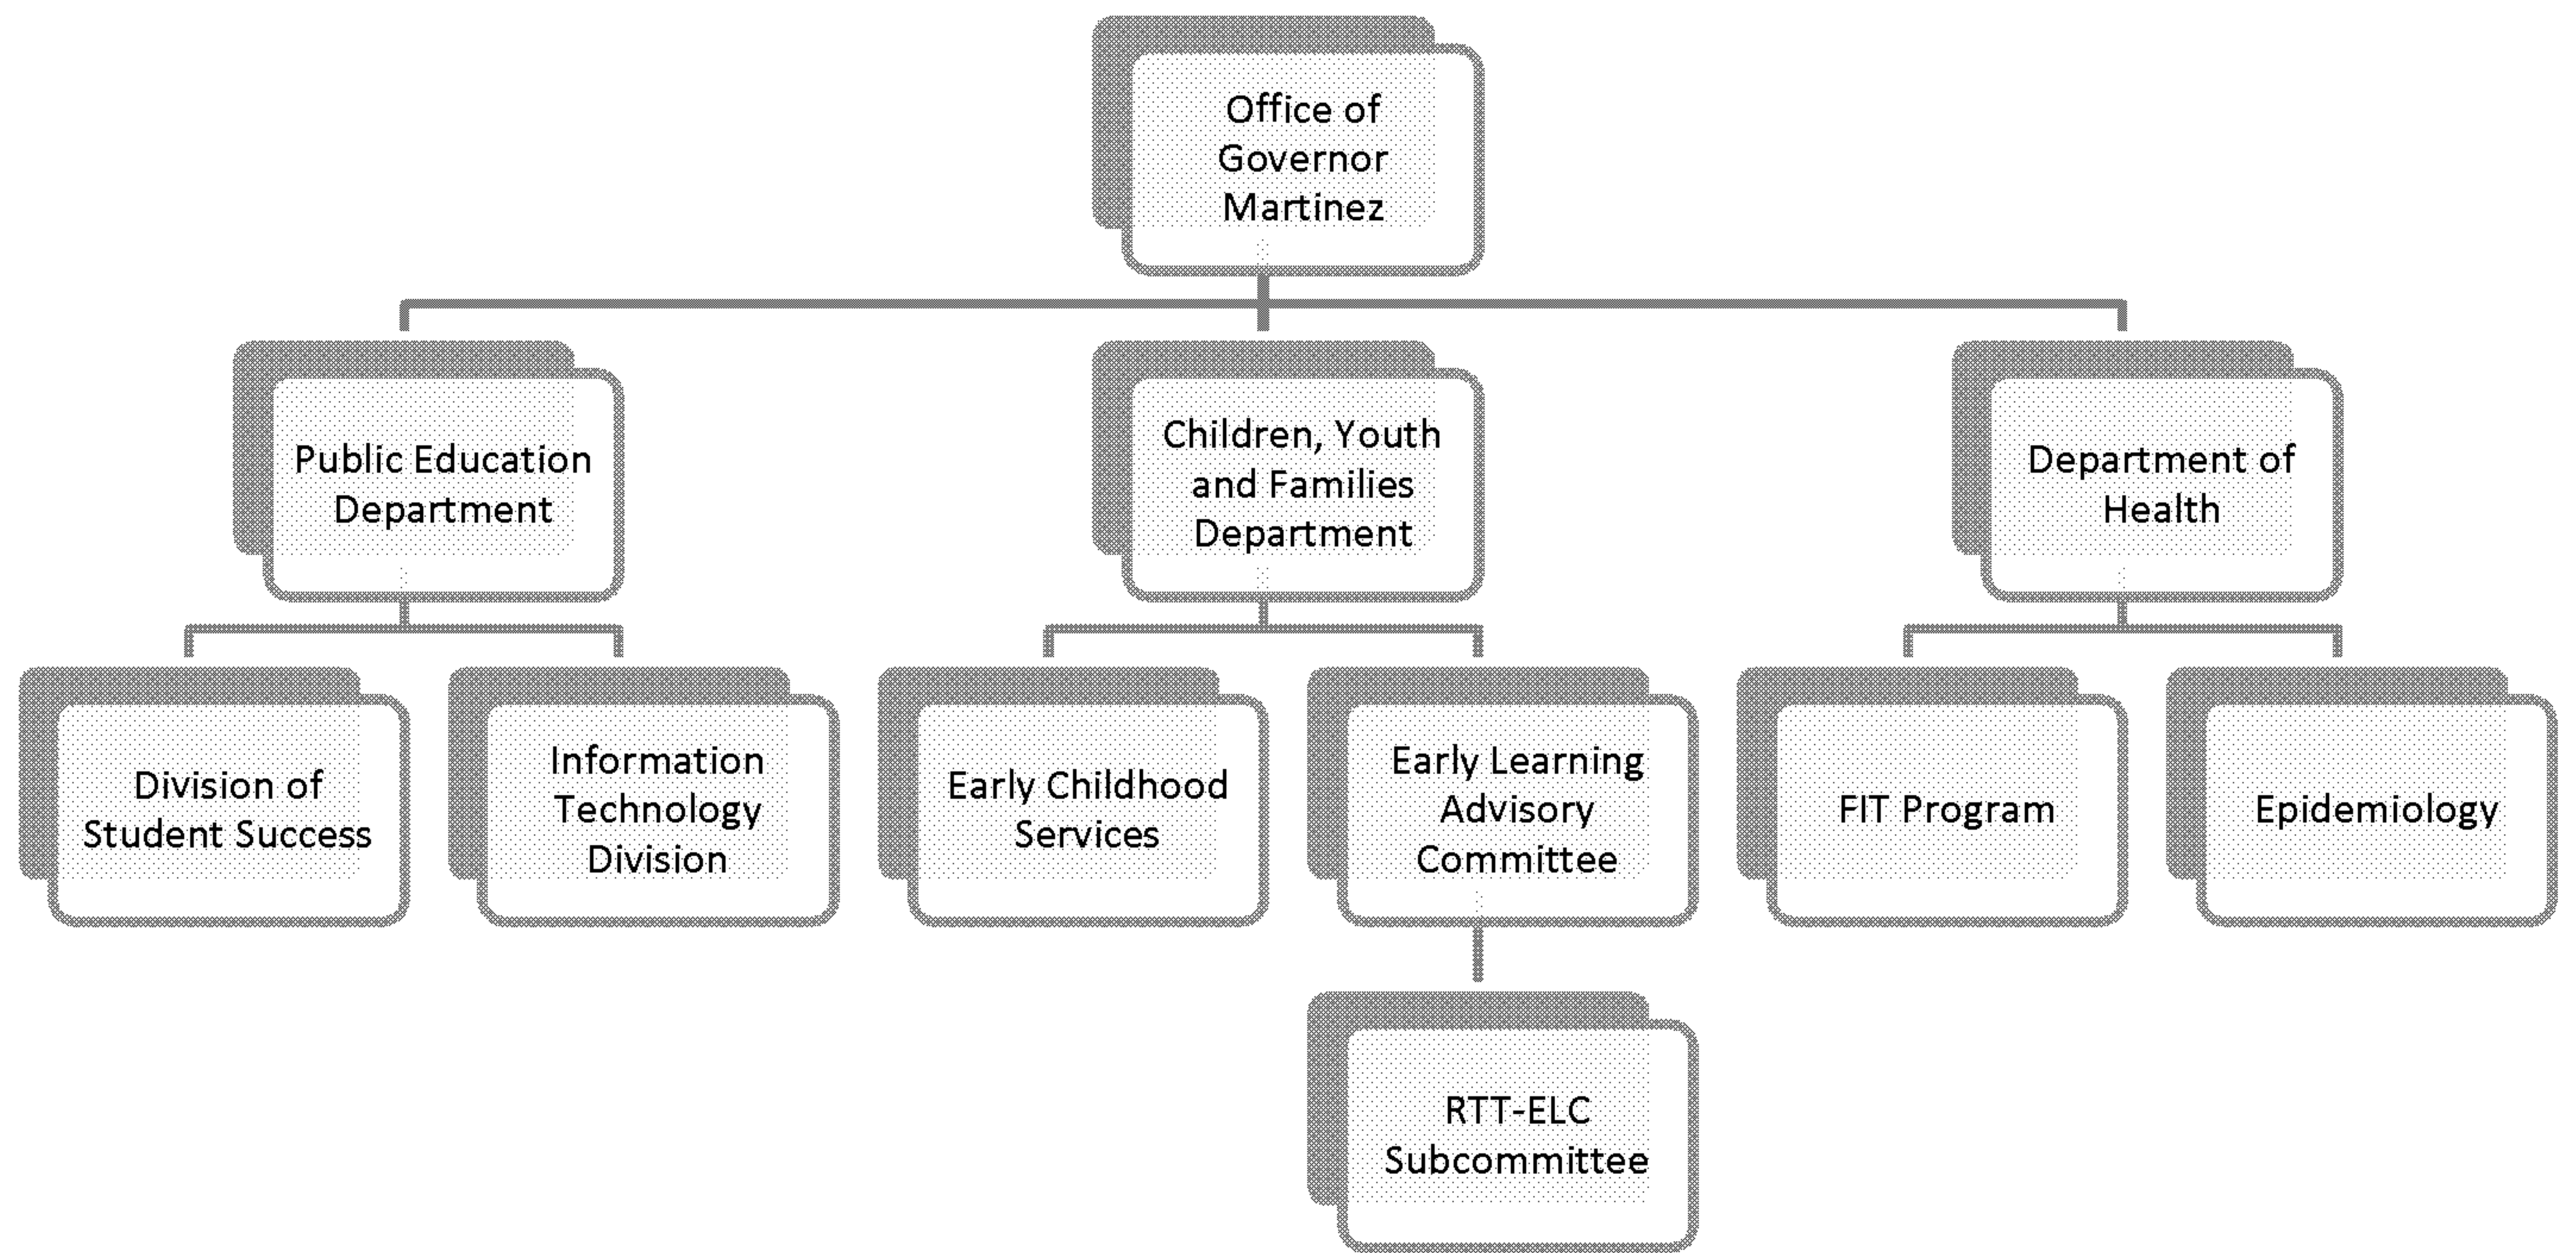 Office of
Governor
Martinez
Public Education
Department
Children, Youth
and Families
Department
Department of
Health
Division of
Student Success
Information
Technology
Division
Early Childhood
Services
Early Learning
Advisory
Committee
FIT Program
Epidemiology
RTT-ELC
Subcommittee